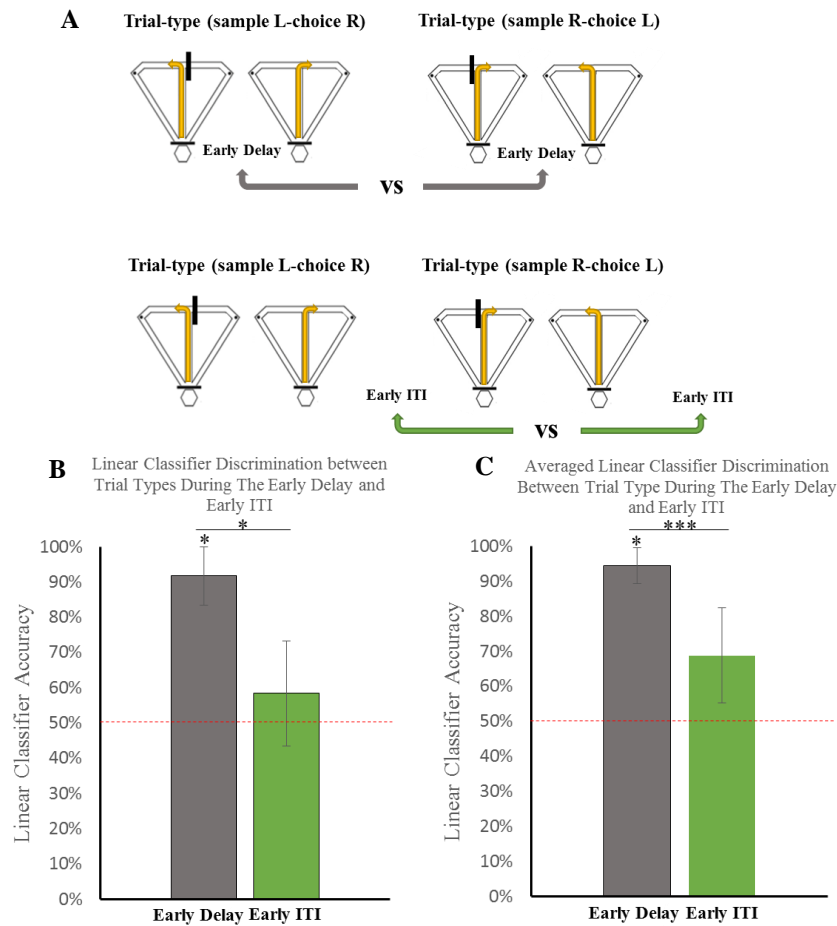 A
Trial-type (sample L-choice R)
Trial-type (sample R-choice L)
Early Delay
Early Delay
vs
Trial-type (sample L-choice R)
Trial-type (sample R-choice L)
Early ITI
Early ITI
vs
B
Linear Classifier Discrimination between
Trial Types During The Early Delay and
Early ITI
*
*
100%
90%
80%
70%
60%
50%
40%
30%
20%
10%
0%
Linear Classifier Accuracy
Early Delay
Early ITI
C
Averaged Linear Classifier Discrimination
Between Trial Type During The Early Delay
and Early ITI
***
*
100%
90%
80%
70%
60%
50%
40%
30%
20%
10%
0%
Linear Classifier Accuracy
Early Delay
Early ITI